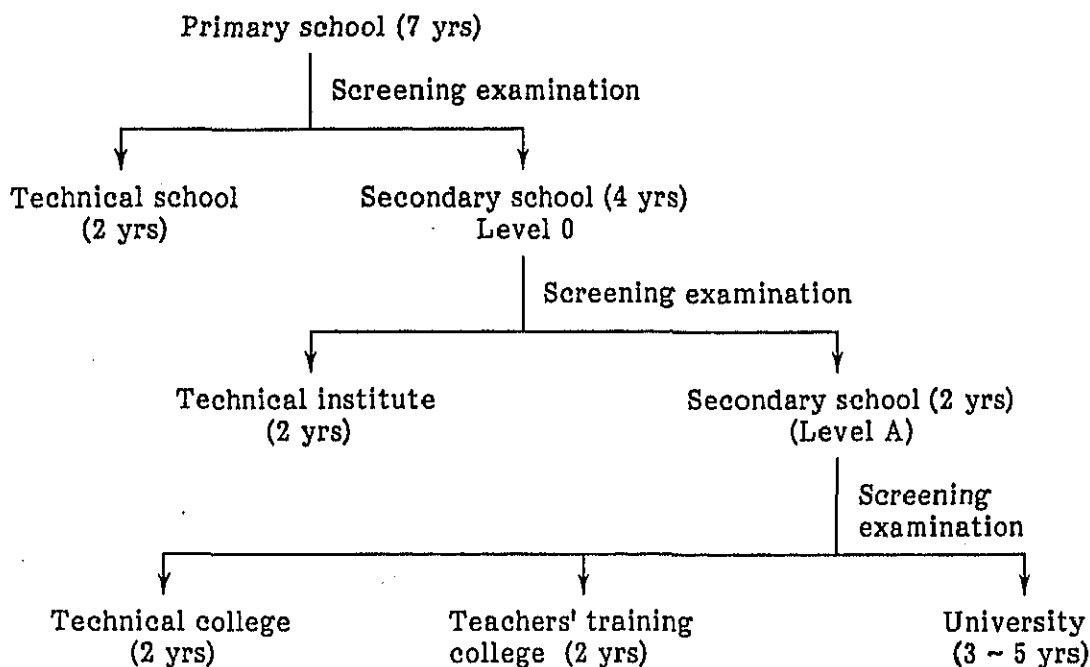 Primary school (7 yrs)
Screening examination
Technical school
(2 yrs)
Secondary school (4 yrs)
Level 0
Screening examination
Technical institute
(2 yrs)
Secondary school (2 yrs)
(Level A)
Screening
examination
Technical college
(2 yrs)
Teachers' training
college (2 yrs)
University
(3 ~ 5 yrs)